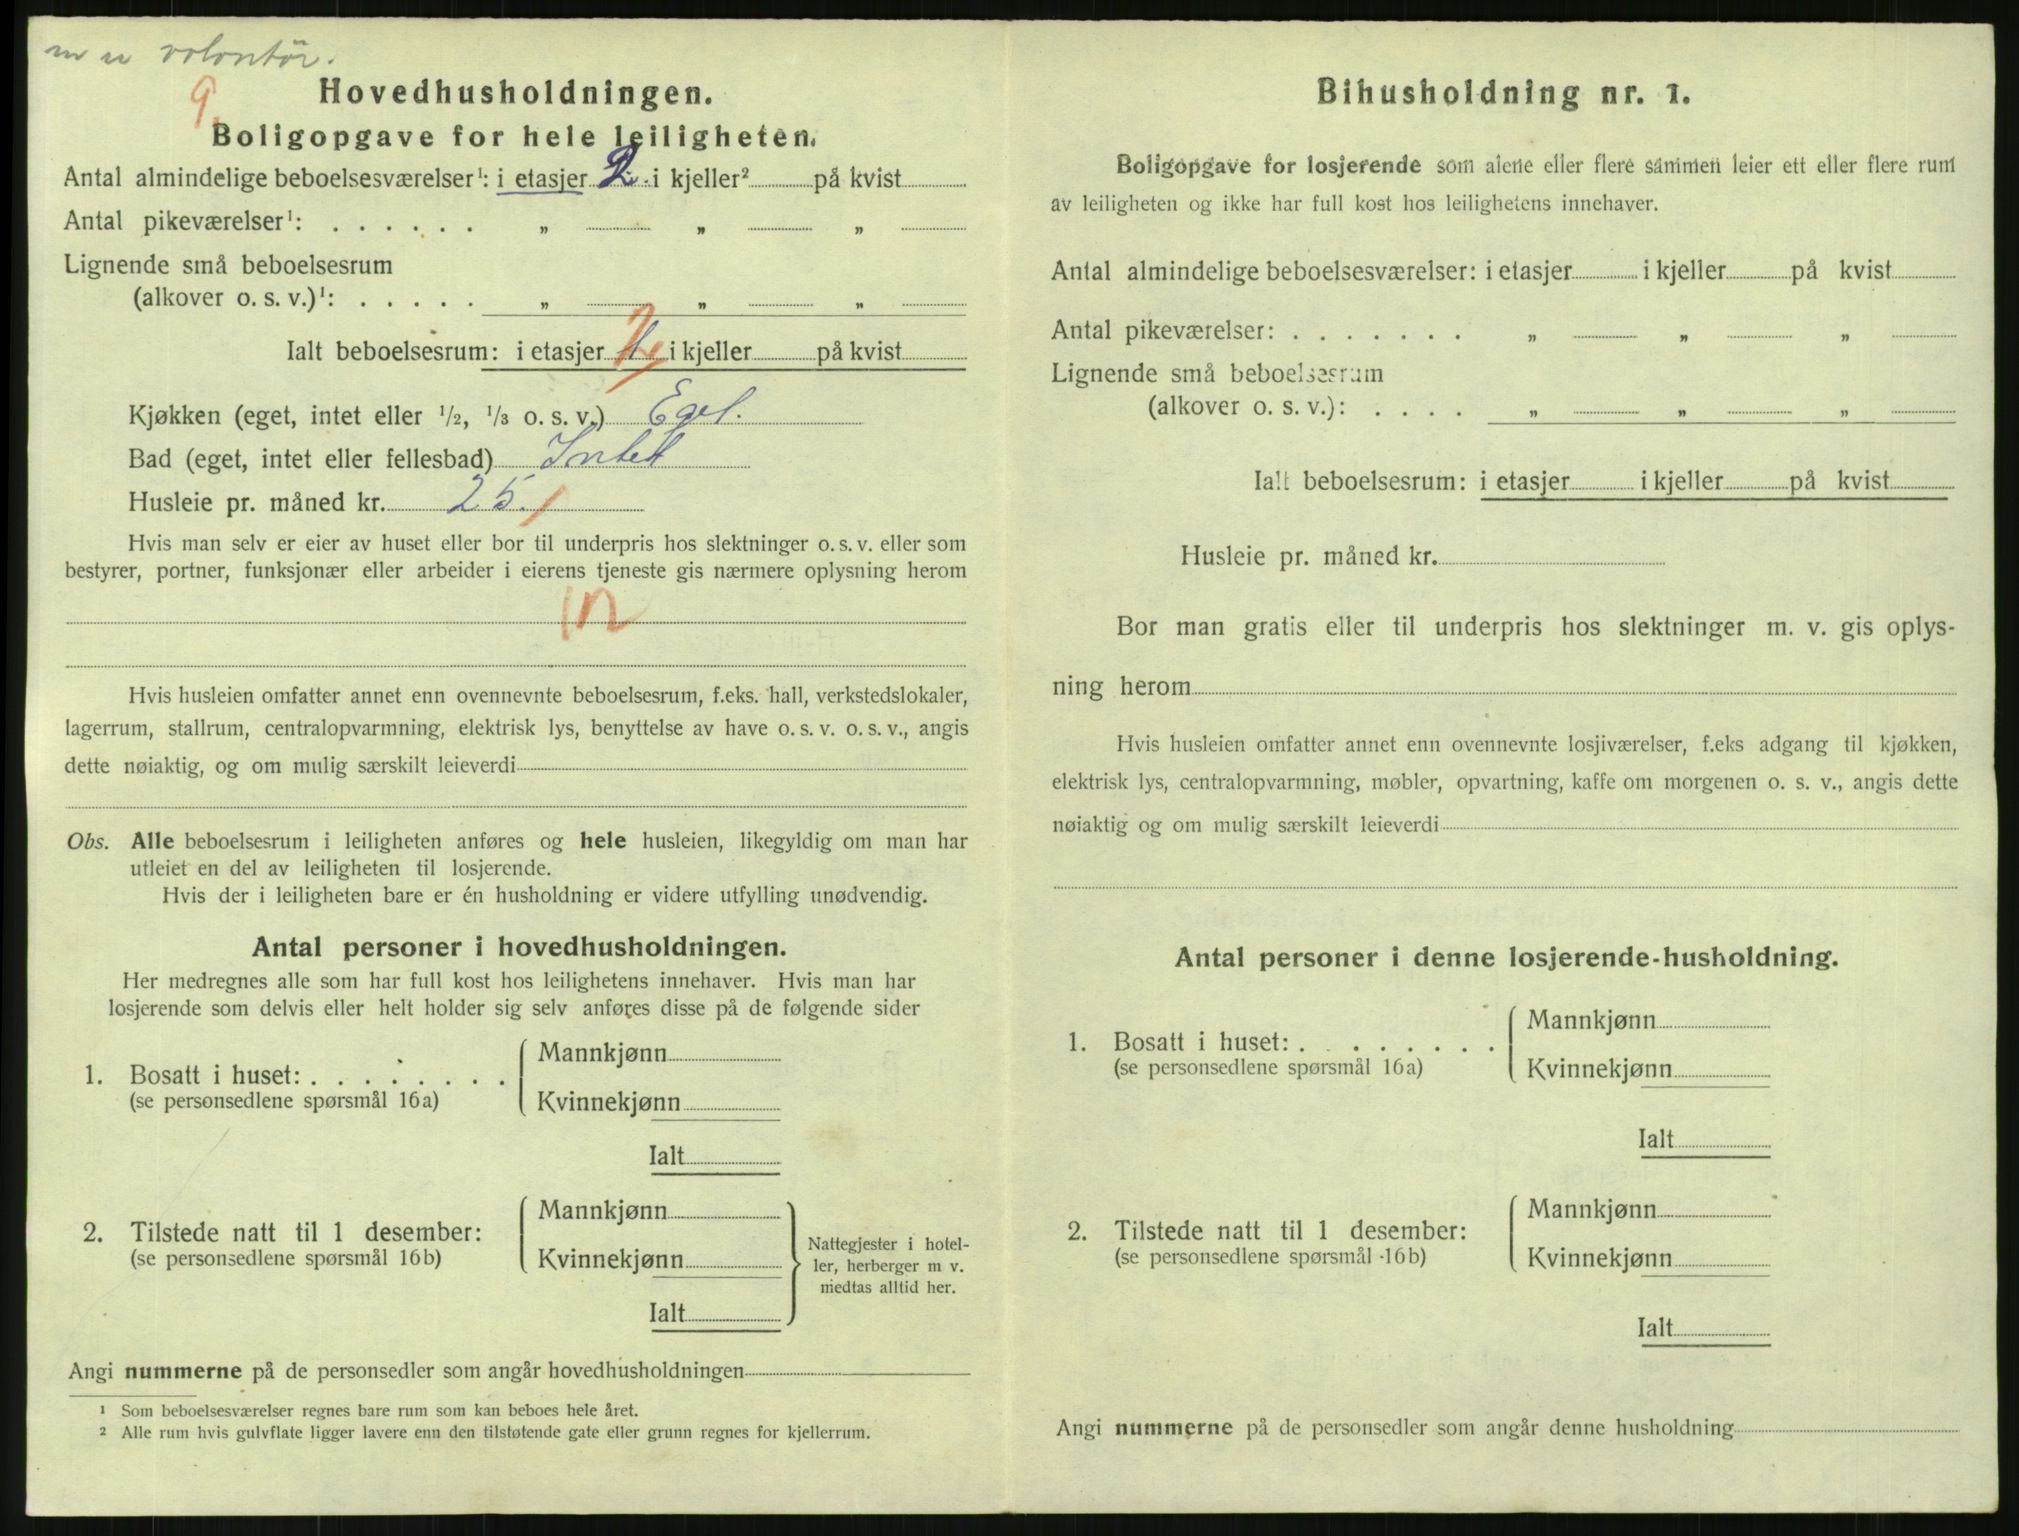 volontør.
9.
Hovedhusholdningen.
Boligopgave for hele leiligheten.
Antal almindelige beboelsesværelser¹: i etasjer 2 i kjeller² på kvist
Antal pikeværelser¹: . . . . . . „ „ „
Lignende små beboelsesrum
(alkover o. s. v.)¹: . . . . . „ „ „
Ialt beboelsesrum: i etasjer 2 i kjeller på kvist
Kjøkken (eget, intet eller 1/2, 1/3 o. s. v.) Eget.
Bad (eget, intet eller fellesbad) Intet
Husleie pr. måned kr. 25.
Hvis man selv er eier av huset eller bor til underpris hos slektninger o. s. v. eller som
bestyrer, portner, funksjonær eller arbeider i eierens tjeneste gis nærmere oplysning herom
Hvis husleien omfatter annet enn ovennevnte beboelsesrum, f.eks. hall, verkstedslokaler,
lagerrum, stallrum, centralopvarmning, elektrisk lys, benyttelse av have o. s. v. o. s. v., angis
dette nøiaktig, og om mulig særskilt leieverdi
Obs. Alle beboelsesrum i leiligheten anføres og hele husleien, likegyldig om man har
utleiet en del av leiligheten til losjerende.
Hvis der i leiligheten bare er én husholdning er videre utfylling unødvendig.
Antal personer i hovedhusholdningen.
Her medregnes alle som har full kost hos leilighetens innehaver. Hvis man har
losjerende som delvis eller helt holder sig selv anføres disse på de følgende sider
Mannkjønn
1. Bosatt i huset: . . . . . . . .
(se personsedlene spørsmål 16a)
Kvinnekjønn
Ialt
Mannkjønn
2. Tilstede natt til 1 desember:
(se personsedlene spørsmål 16b)
Kvinnekjønn
Ialt
Nattegjester i hotel-
ler, herberger m v.
medtas alltid her.
Angi nummerne på de personsedler som angår hovedhusholdningen
¹ Som beboelsesværelser regnes bare rum som kan beboes hele året.
² Alle rum hvis gulvflate ligger lavere enn den tilstøtende gate eller grunn regnes for kjellerrum.
Bihusholdning nr. 1.
Boligopgave for losjerende som alene eller flere sammen leier ett eller flere rum
av leiligheten og ikke har full kost hos leilighetens innehaver.
Antal almindelige beboelsesværelser: i etasjer i kjeller på kvist
Antal pikeværelser: . . . . . . . „ „ „
Lignende små beboelsesrum
(alkover o. s. v.): . . . . „ „ „
Ialt beboelsesrum: i etasjer i kjeller på kvist
Husleie pr. måned kr.
Bor man gratis eller til underpris hos slektninger m. v. gis oplys-
ning herom
Hvis husleien omfatter annet enn ovennevnte losjiværelser, f.eks adgang til kjøkken,
elektrisk lys, centralopvarmning, møbler, opvartning, kaffe om morgenen o. s. v., angis dette
nøiaktig og om mulig særskilt leieverdi
Antal personer i denne losjerende-husholdning.
Mannkjønn
1. Bosatt i huset: . . . . . . . .
(se personsedlene spørsmål 16a)
Kvinnekjønn
Ialt
Mannkjønn
2. Tilstede natt til 1 desember:
(se personsedlene spørsmål 16b)
Kvinnekjønn
Ialt
Angi nummerne på de personsedler som angår denne husholdning